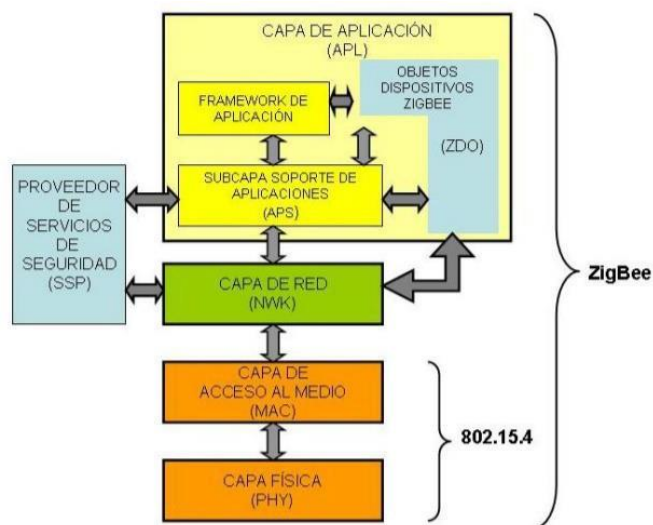 CAPA DE APLICACIÓN
(APL)
OBJETOS
DISPOSITIVOS
ZIGBEE
(ZDO)
FRAMEWORK DE
APLICACIÓN
SUBCAPA SOPORTE DE
APLICACIONES
(APS)
PROVEEDOR
DE
SERVICIOS
DE
SEGURIDAD
(SSP)
CAPA DE RED
(NWK)
ZigBee
CAPA DE
ACCESO AL MEDIO
(MAC)
802.15.4
CAPA FÍSICA
(PHY)